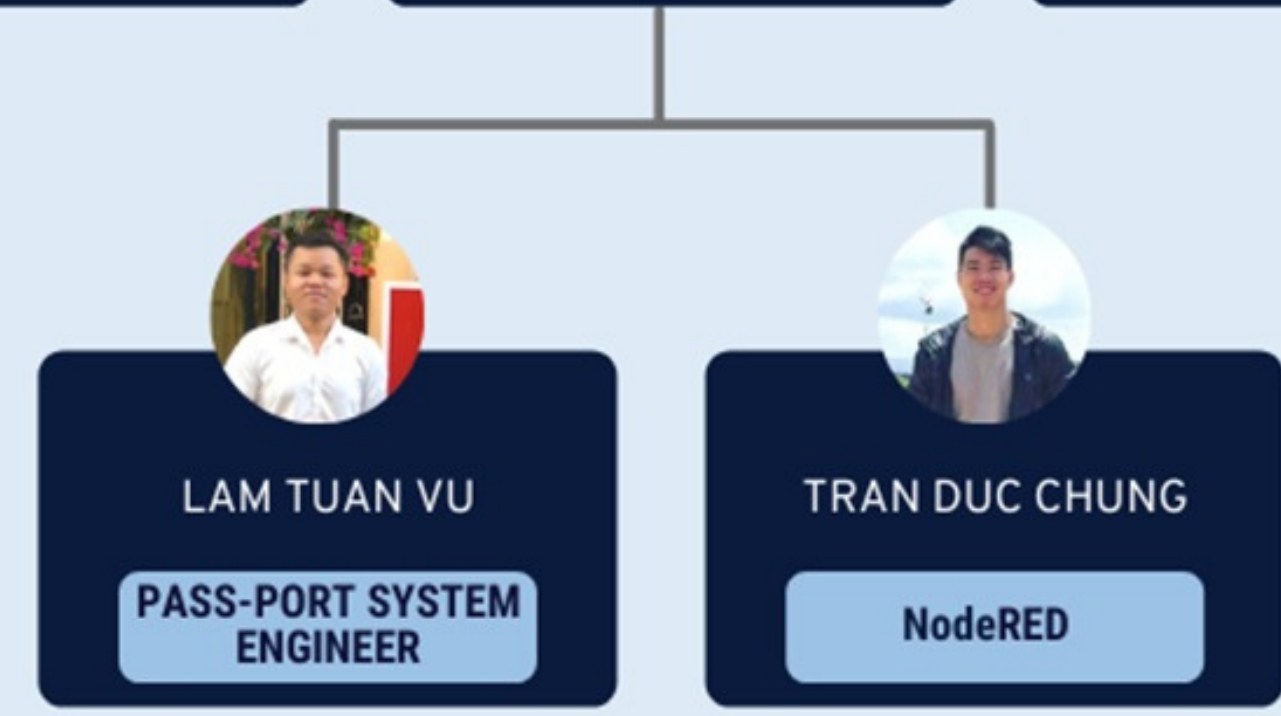 LAM TUAN VU
PASS-PORT SYSTEM
ENGINEER
TRAN DUC CHUNG
NodeRED